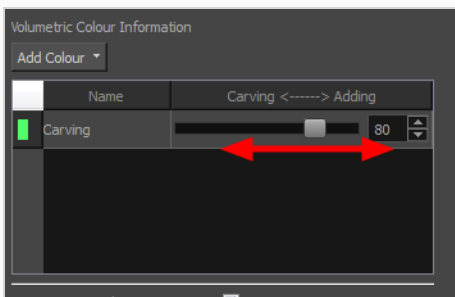 Volumetric Colour Information
Add Colour
Name
Carving <------> Adding
Carving
80